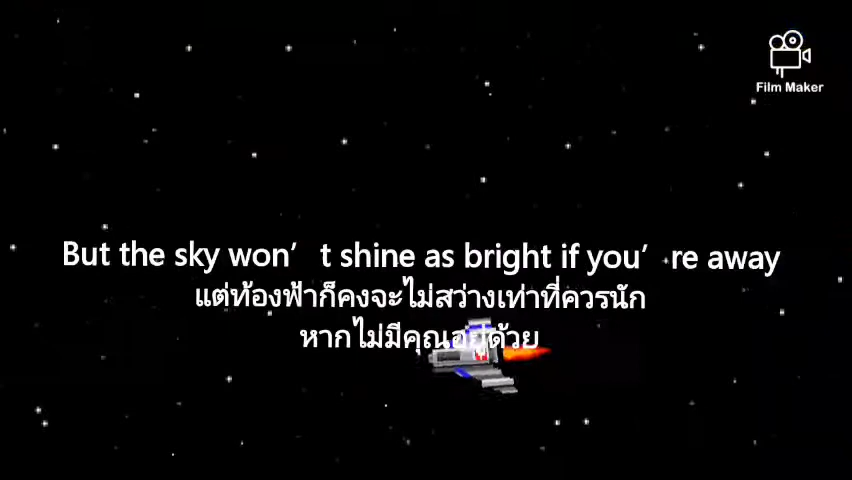 Film Maker
But the sky won’ t shine as bright if you’ re away
แต่ท้องฟ้าก็คงจะไม่สว่างเท่าที่ควรนัก
หากไม่มีคุณอยู่ด้วย